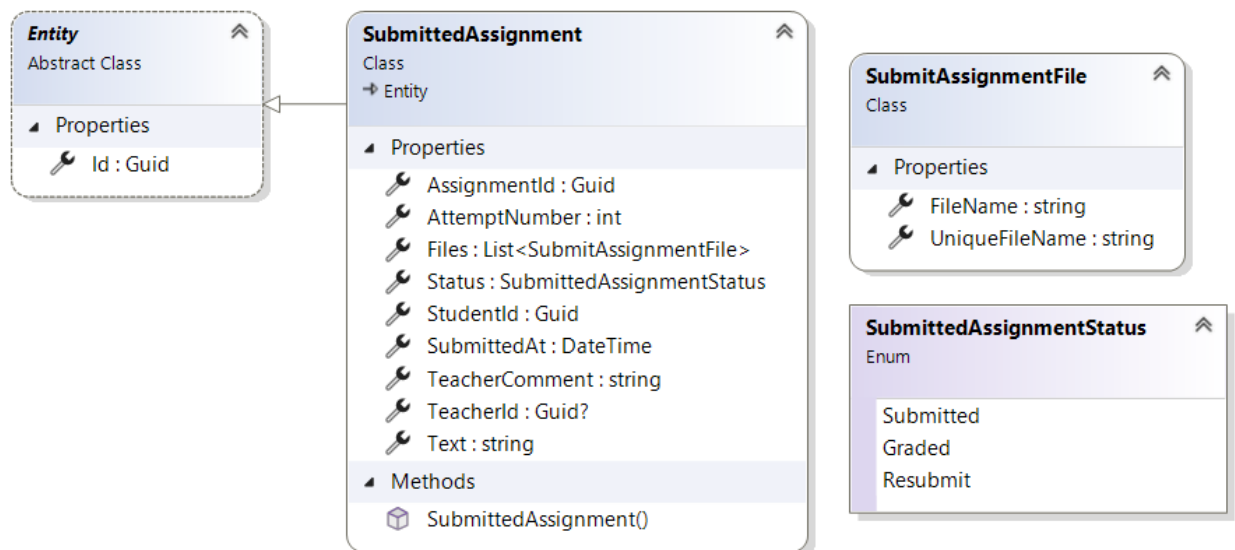 Entity
Abstract Class
Properties
Id : Guid
SubmittedAssignment
Class
Entity
Properties
AssignmentId : Guid
AttemptNumber : int
Files : List<SubmitAssignmentFile>
Status : SubmittedAssignmentStatus
StudentId : Guid
SubmittedAt : DateTime
TeacherComment : string
TeacherId : Guid?
Text : string
Methods
SubmittedAssignment()
SubmitAssignmentFile
Class
Properties
FileName : string
UniqueFileName : string
SubmittedAssignmentStatus
Enum
Submitted
Graded
Resubmit